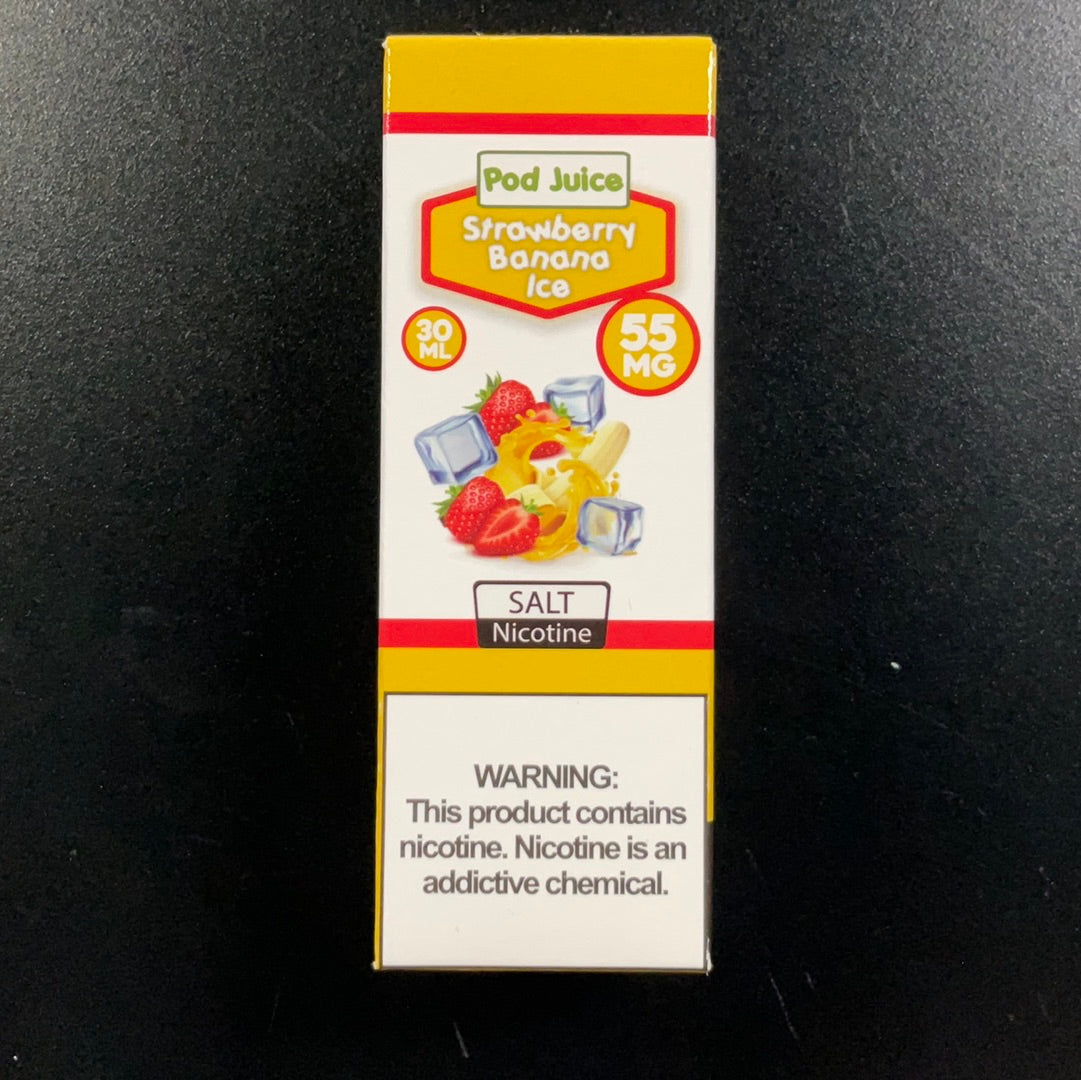 Pod Juice
Strawberry
Banana
Ice
30
ML
55
MG
SALT
Nicotine
WARNING:
This product contains
nicotine. Nicotine is an
addictive chemical.